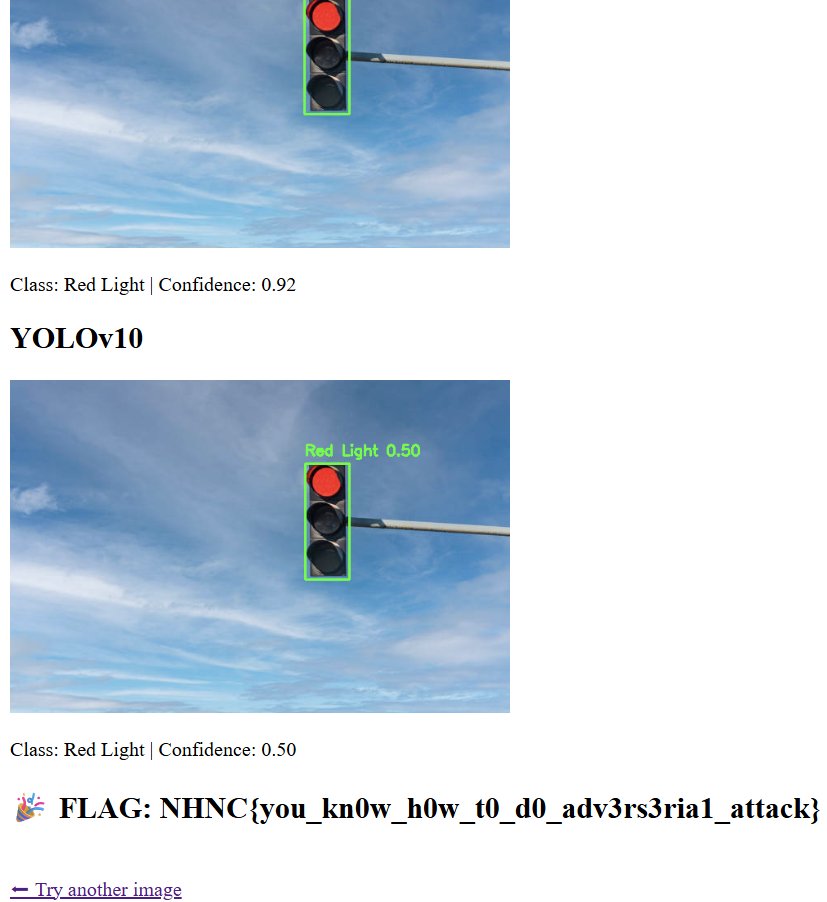 Class: Red Light | Confidence: 0.92
YOLOv10
Red Light 0.50
Class: Red Light | Confidence: 0.50
🎉 FLAG: NHNC{you_kn0w_h0w_t0_d0_adv3rs3ria1_attack}
⬅ Try another image